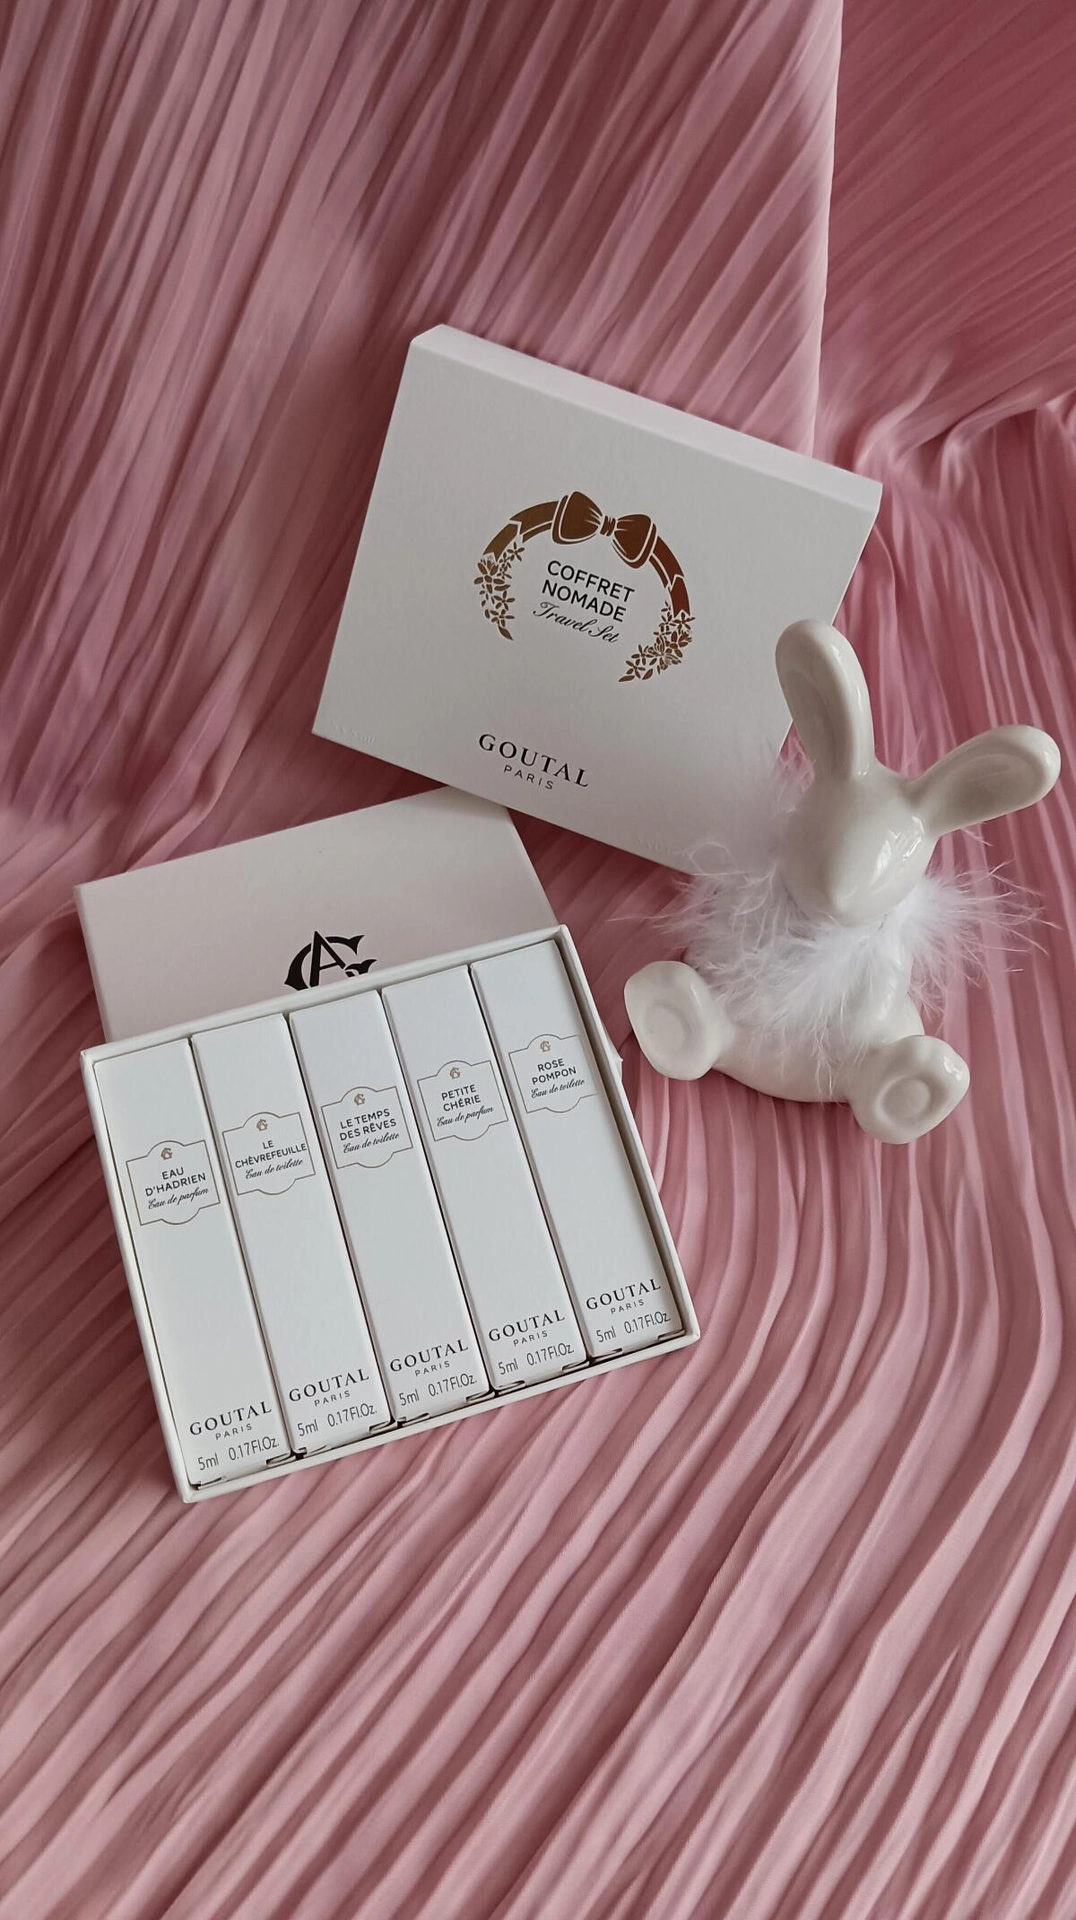 COFFRET
NOMADE
Travel Set
GOUTAL
PARIS
AG
EAU
D'HADRIEN
Eau de parfum
GOUTAL
PARIS
5ml 0.17Fl.Oz.
LE
CHÈVREFEUILLE
Eau de toilette
GOUTAL
PARIS
5ml 0.17Fl.Oz.
LE TEMPS
DES RÊVES
Eau de toilette
GOUTAL
PARIS
5ml 0.17Fl.Oz.
PETITE
CHÉRIE
Eau de parfum
GOUTAL
PARIS
5ml 0.17Fl.Oz.
ROSE
POMPON
Eau de toilette
GOUTAL
PARIS
5ml 0.17Fl.Oz.